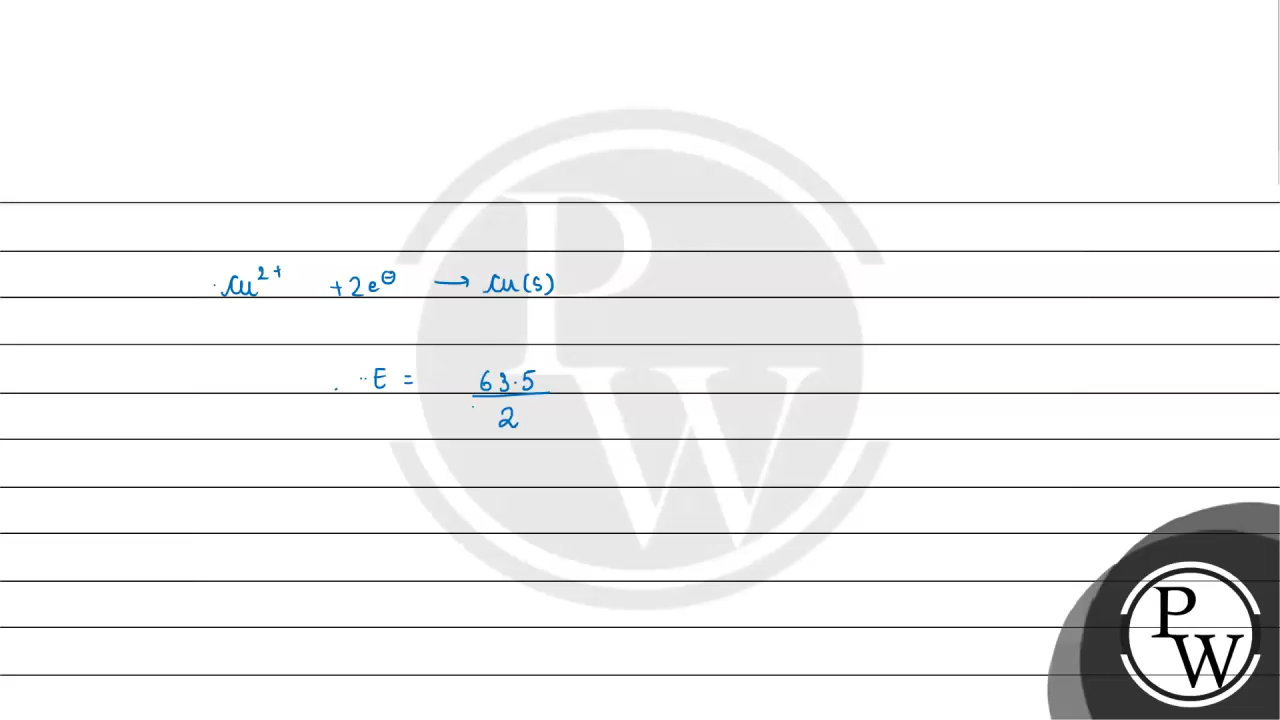 Cu²⁺ +2e⊖ → Cu(s)
E = 63.5
2
P
W
P
W